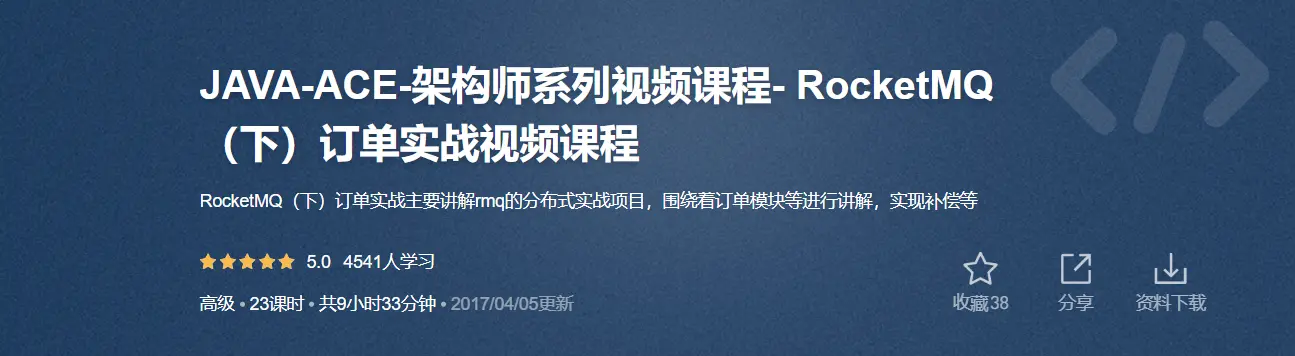 JAVA-ACE-架构师系列视频课程- RocketMQ
（下）订单实战视频课程
RocketMQ（下）订单实战主要讲解rmq的分布式实战项目，围绕着订单模块等进行讲解，实现补偿等
5.0 4541人学习
高级 • 23课时 • 共9小时33分钟 • 2017/04/05更新
收藏38 分享 资料下载